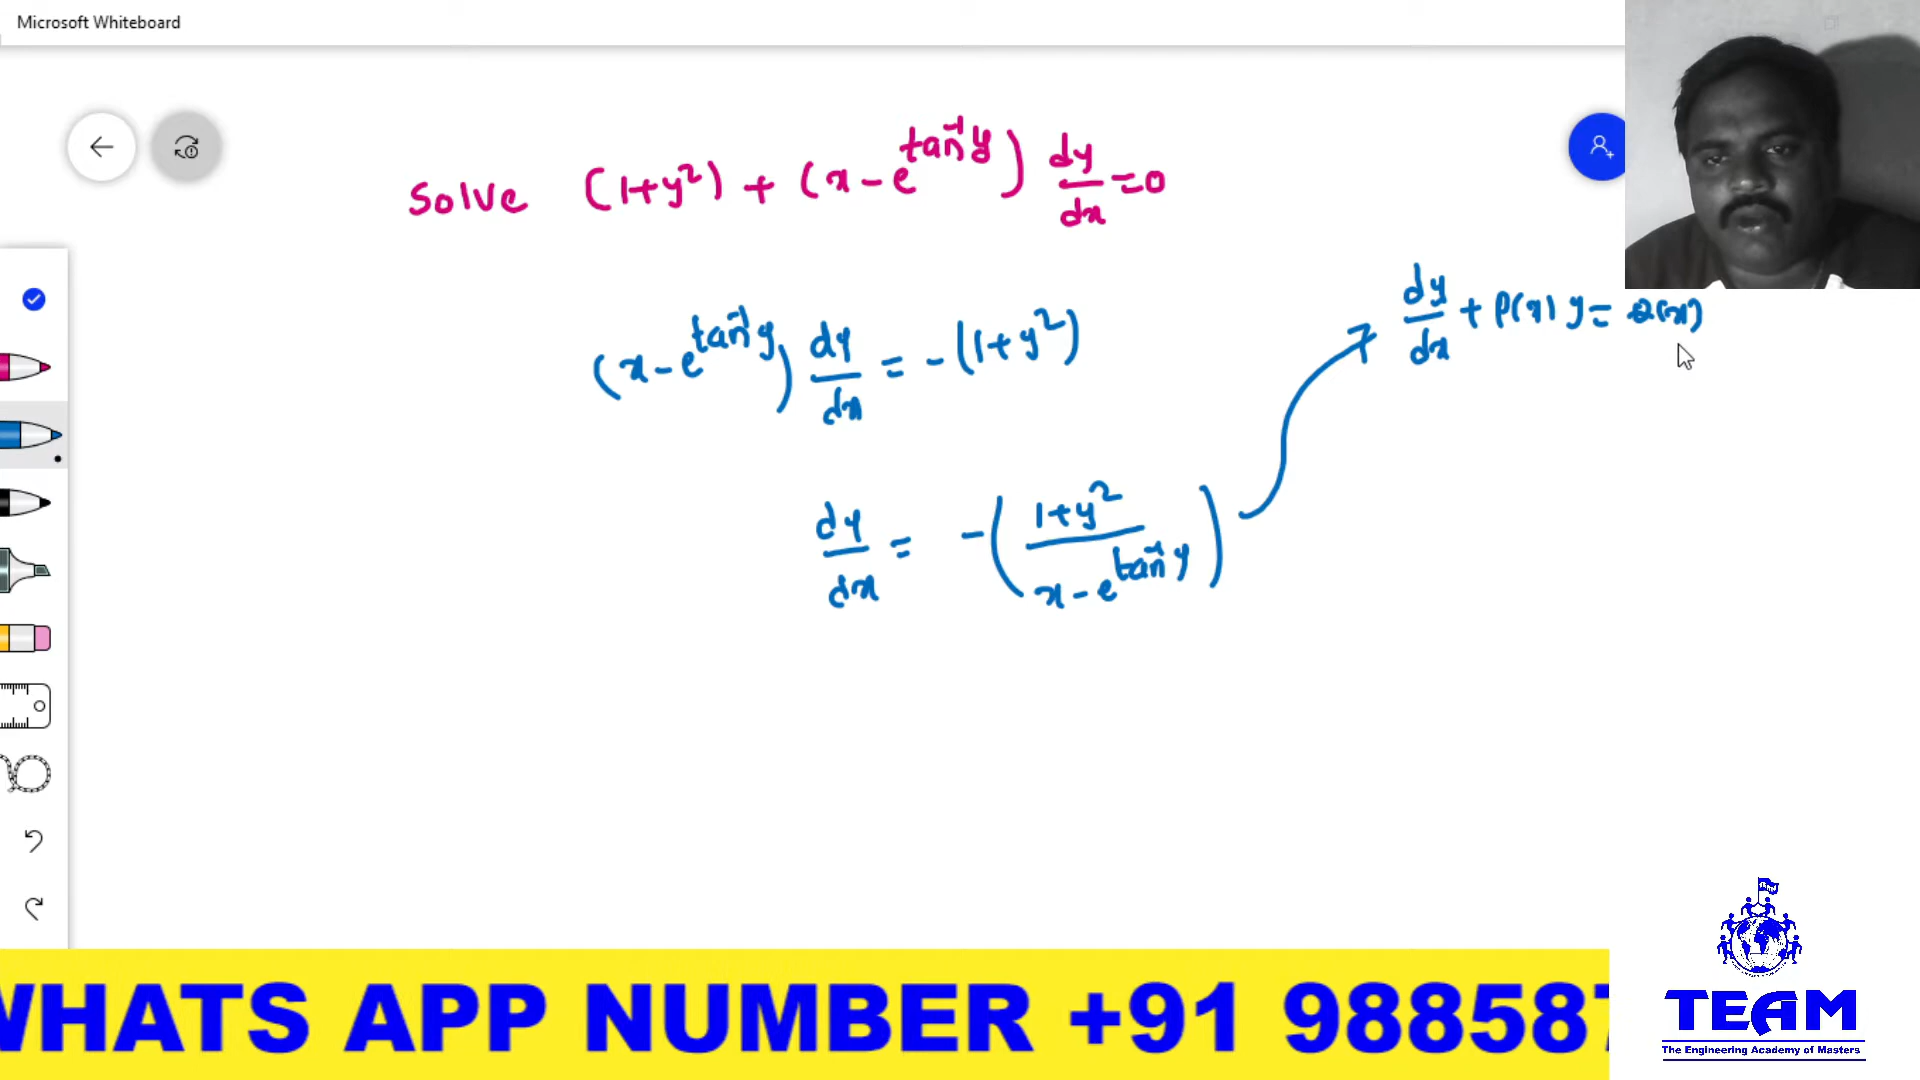 Microsoft Whiteboard
Solve (1+y²) + (x-e^tan⁻¹y) dy/dx =0
(x-e^tan⁻¹y) dy/dx = -(1+y²)
dy/dx + P(x) y = Q(x)
dy/dx = -(1+y²/x-e^tan⁻¹y)
WHATS APP NUMBER +91 988587
TEAM
The Engineering Academy of Masters